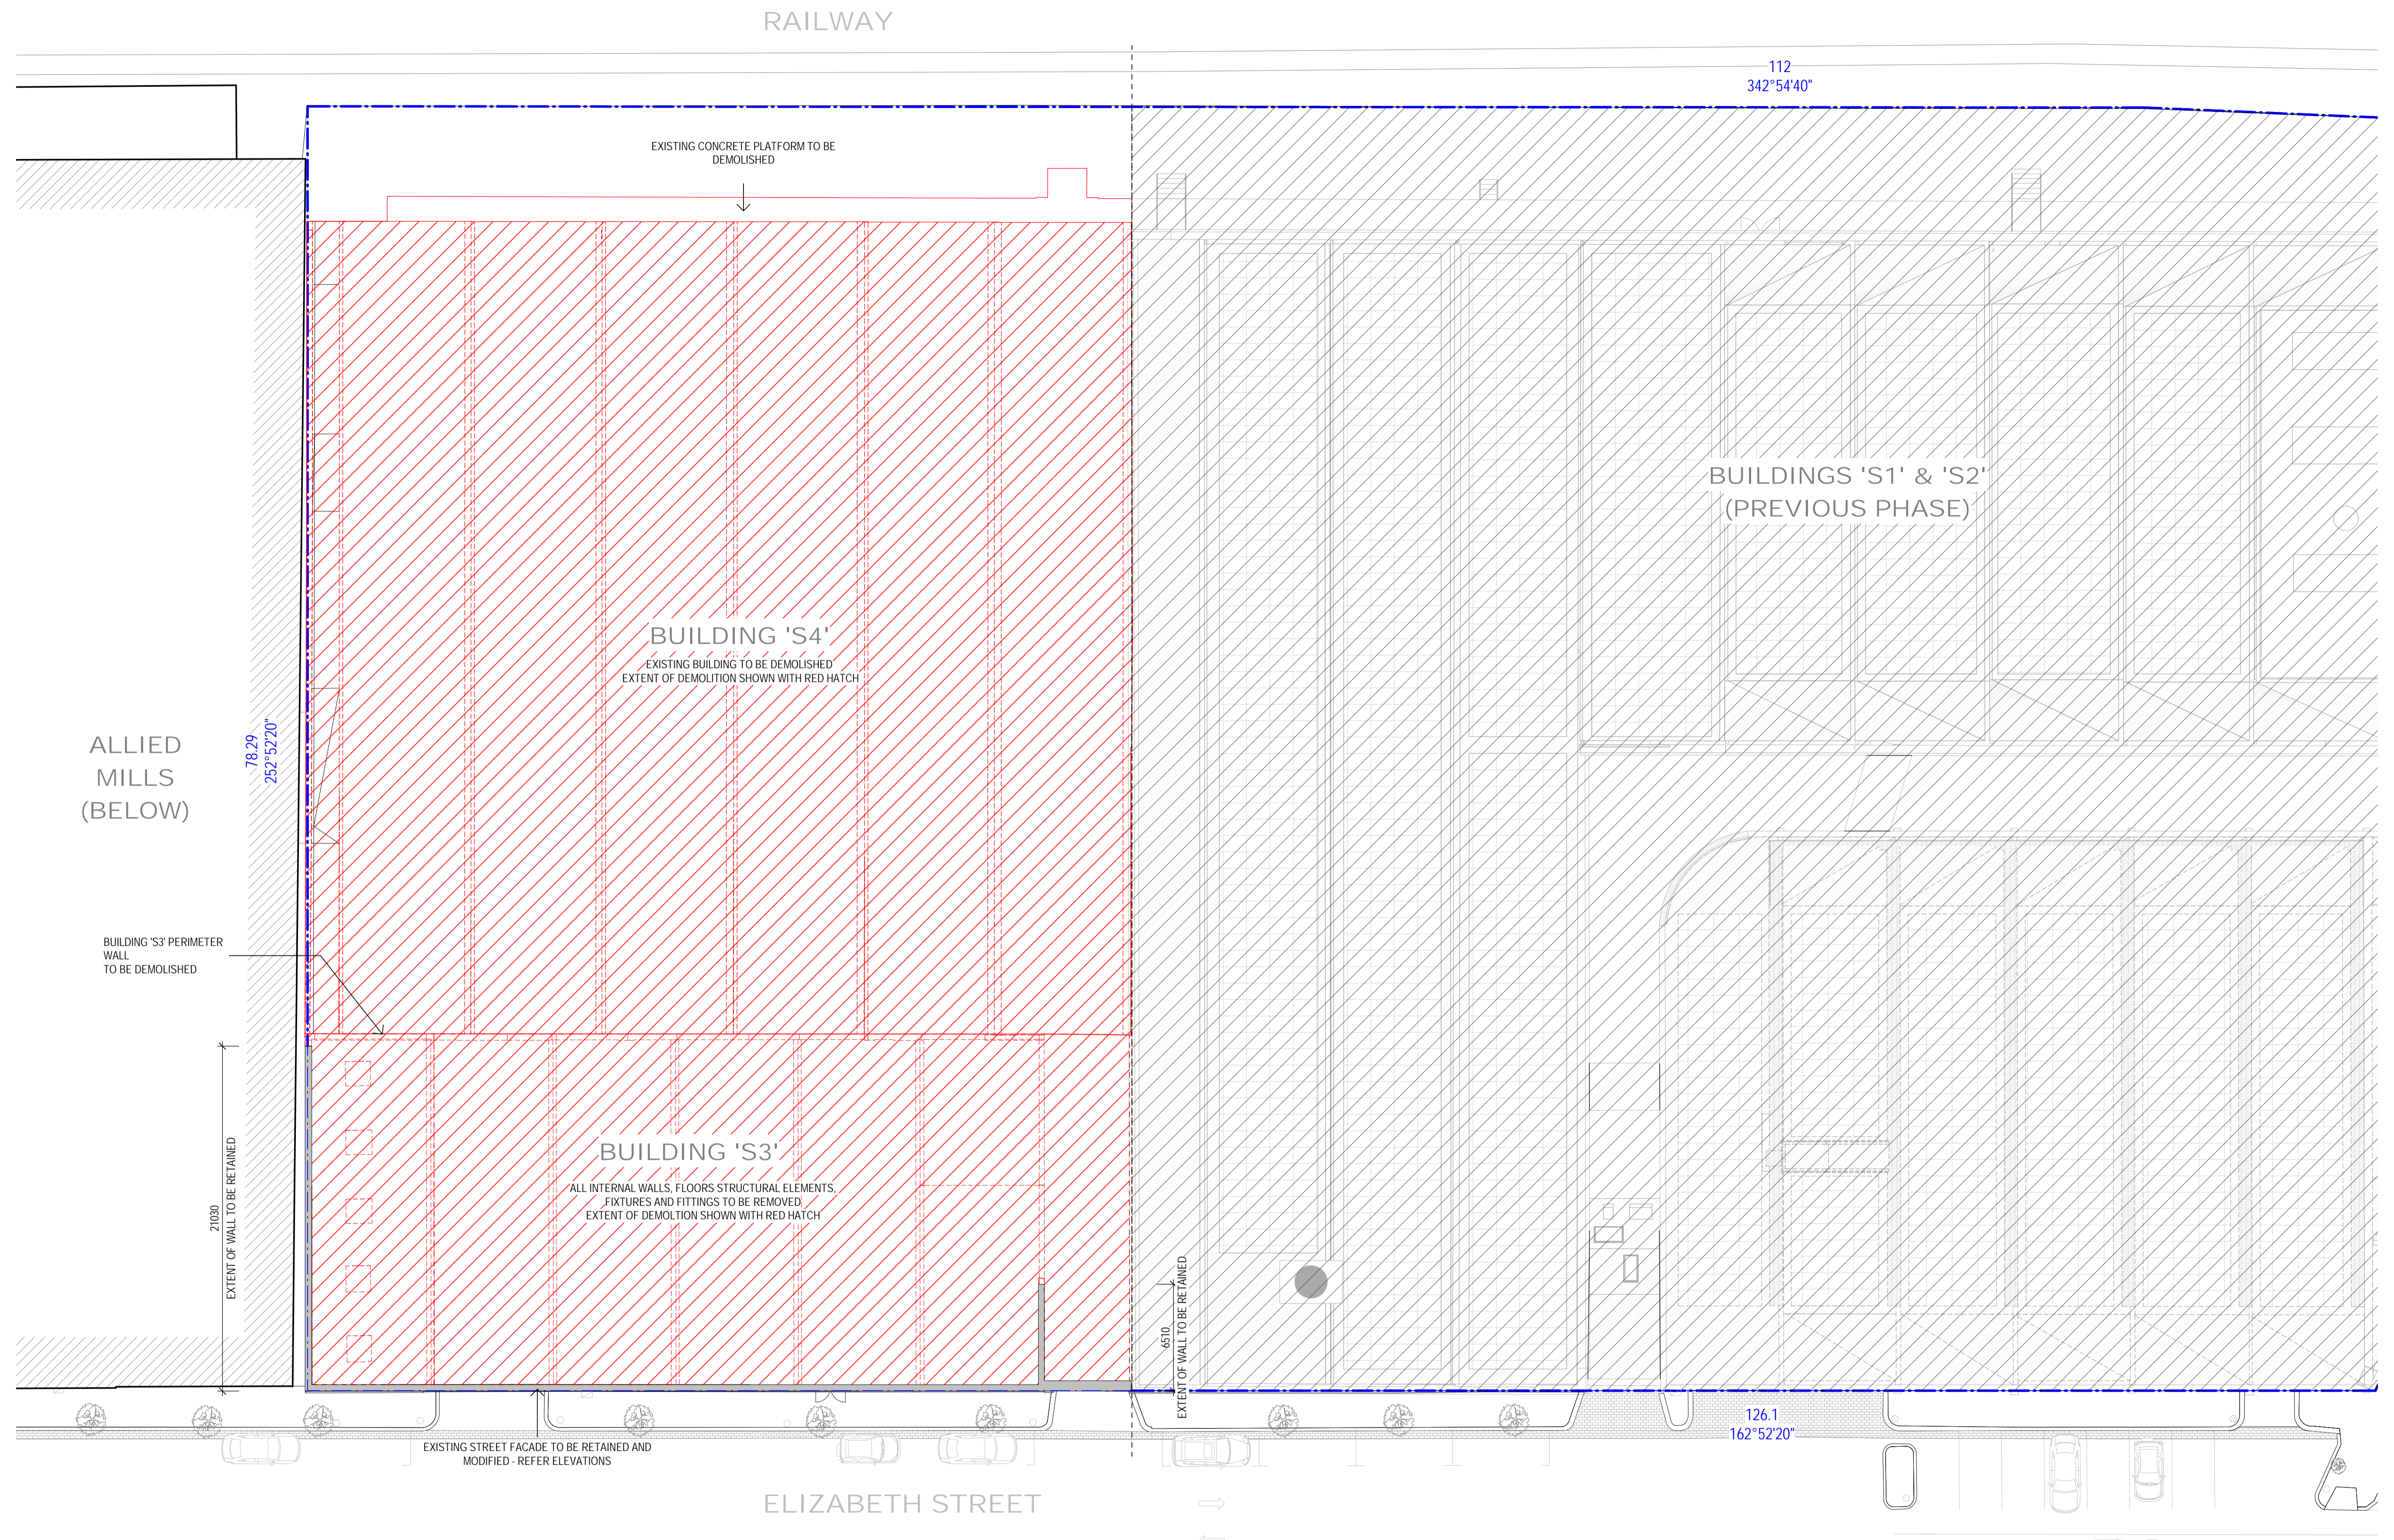 RAILWAY
112
342°54'40"
EXISTING CONCRETE PLATFORM TO BE
DEMOLISHED
BUILDINGS 'S1' & 'S2'
(PREVIOUS PHASE)
BUILDING 'S4'
EXISTING BUILDING TO BE DEMOLISHED
EXTENT OF DEMOLITION SHOWN WITH RED HATCH
ALLIED
MILLS
(BELOW)
78.29
252°52'20"
BUILDING 'S3' PERIMETER
WALL
TO BE DEMOLISHED
21030
EXTENT OF WALL TO BE RETAINED
BUILDING 'S3'
ALL INTERNAL WALLS, FLOORS STRUCTURAL ELEMENTS,
FIXTURES AND FITTINGS TO BE REMOVED
EXTENT OF DEMOLTION SHOWN WITH RED HATCH
6510
EXTENT OF WALL TO BE RETAINED
126.1
162°52'20"
EXISTING STREET FACADE TO BE RETAINED AND
MODIFIED - REFER ELEVATIONS
ELIZABETH STREET